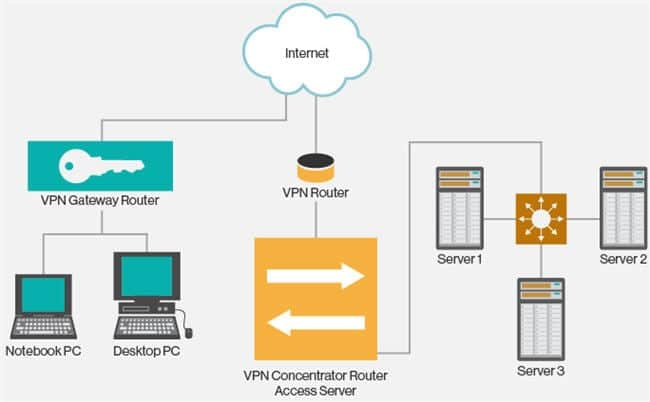 Internet
VPN Gateway Router
VPN Router
Server 1
Server 2
Notebook PC
Desktop PC
VPN Concentrator Router
Access Server
Server 3